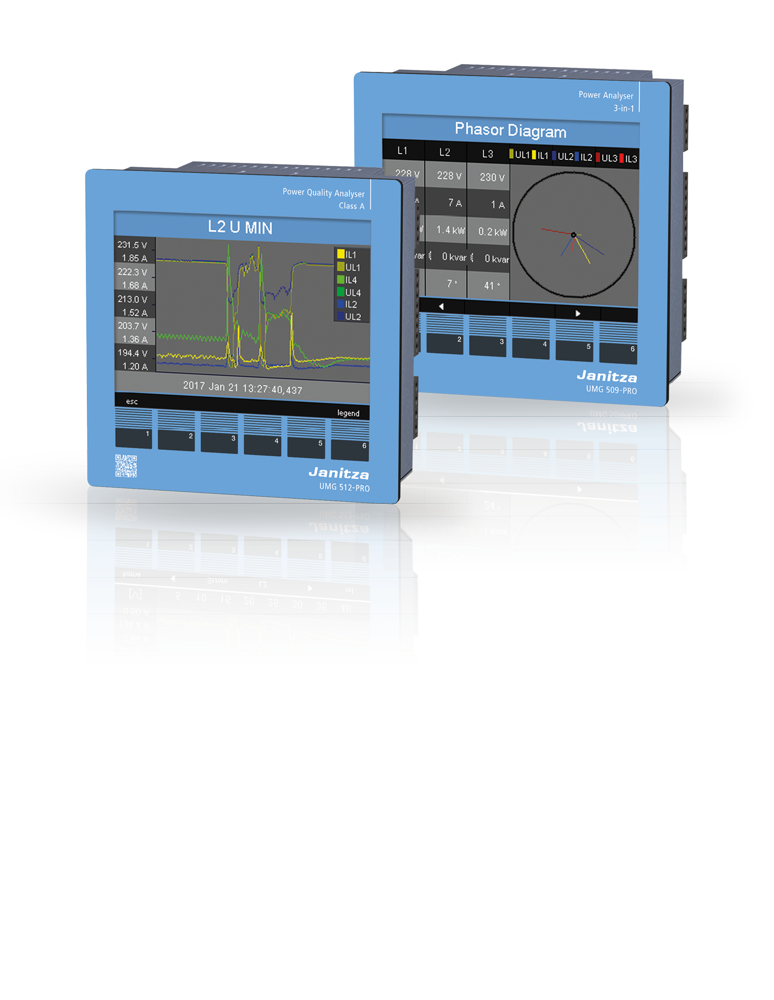 Power Analyser
3-in-1
Phasor Diagram
L1 L2 L3 UL1 IL1 UL2 IL2 UL3 IL3
228 V 228 V 230 V
A 7 A 1 A
W 1.4 kW 0.2 kW
var 0 kvar 0 kvar
7 ° 41 °
2 3 4 5 6
Janitza
UMG 509-PRO
Power Quality Analyser
Class A
L2 U MIN
231.5 V
1.85 A
222.3 V
1.68 A
213.0 V
1.52 A
203.7 V
1.36 A
194.4 V
1.20 A
IL1
UL1
IL4
UL4
IL2
UL2
2017 Jan 21 13:27:40,437
esc legend
1 2 3 4 5 6
Janitza
UMG 512-PRO